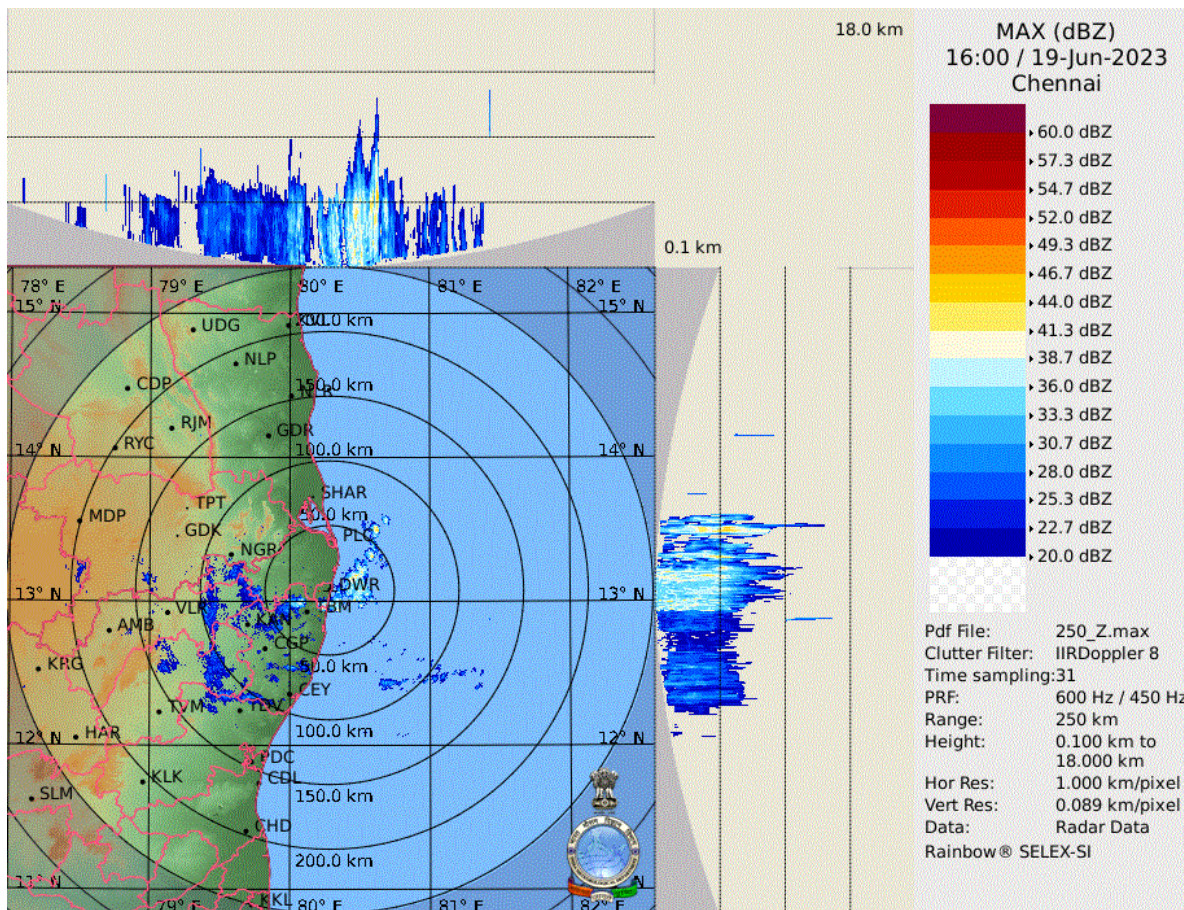 18.0 km
0.1 km
MAX (dBZ)
16:00 / 19-Jun-2023
Chennai
60.0 dBZ
57.3 dBZ
54.7 dBZ
52.0 dBZ
49.3 dBZ
46.7 dBZ
44.0 dBZ
41.3 dBZ
38.7 dBZ
36.0 dBZ
33.3 dBZ
30.7 dBZ
28.0 dBZ
25.3 dBZ
22.7 dBZ
20.0 dBZ
Pdf File: 250_Z.max
Clutter Filter: IIRDoppler 8
Time sampling:31
PRF: 600 Hz / 450 Hz
Range: 250 km
Height: 0.100 km to
18.000 km
Hor Res: 1.000 km/pixel
Vert Res: 0.089 km/pixel
Data: Radar Data
Rainbow® SELEX-SI
78° E 79° E 80° E 81° E 82° E
15° N 15° N
UDG
NLP
CDP
150.0 km
RJM
GDR
RYC
14° N 100.0 km 14° N
SHAR
TPT
50.0 km
MDP
GDK
PLC
NGR
DWR
13° N 13° N
VLR
KAN
AMB
CGP
KRG
50.0 km
CEY
TVM
HAR
100.0 km
12° N 12° N
PDC
KLK
CDL
SLM
150.0 km
CHD
200.0 km
11° N 11° N
KKL
79° E 80° E 81° E 82° E